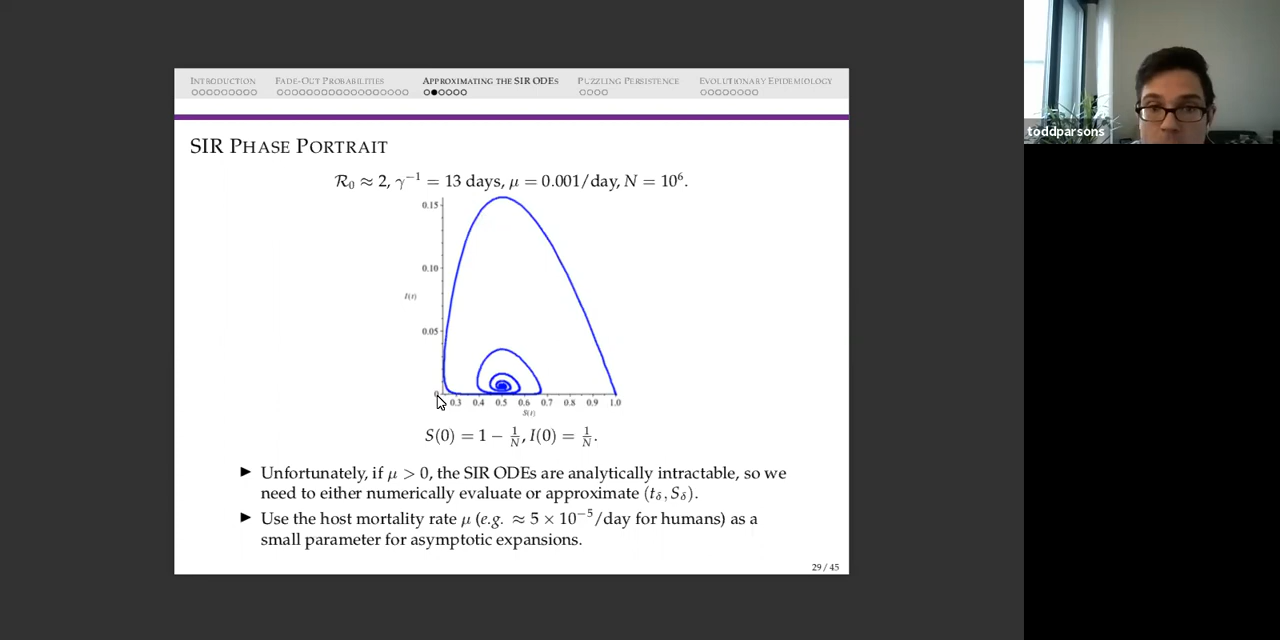 INTRODUCTION FADE-OUT PROBABILITIES APPROXIMATING THE SIR ODES PUZZLING PERSISTENCE EVOLUTIONARY EPIDEMIOLOGY
SIR PHASE PORTRAIT
R₀ ≈ 2, γ⁻¹ = 13 days, μ = 0.001/day, N = 10⁶.
0.15
0.10
I(t)
0.05
0
0.3 0.4 0.5 0.6 0.7 0.8 0.9 1.0
S(t)
S(0) = 1 − 1/N, I(0) = 1/N.
▶ Unfortunately, if μ > 0, the SIR ODEs are analytically intractable, so we
need to either numerically evaluate or approximate (t_δ, S_δ).
▶ Use the host mortality rate μ (e.g. ≈ 5 × 10⁻⁵/day for humans) as a
small parameter for asymptotic expansions.
29 / 45
toddparsons